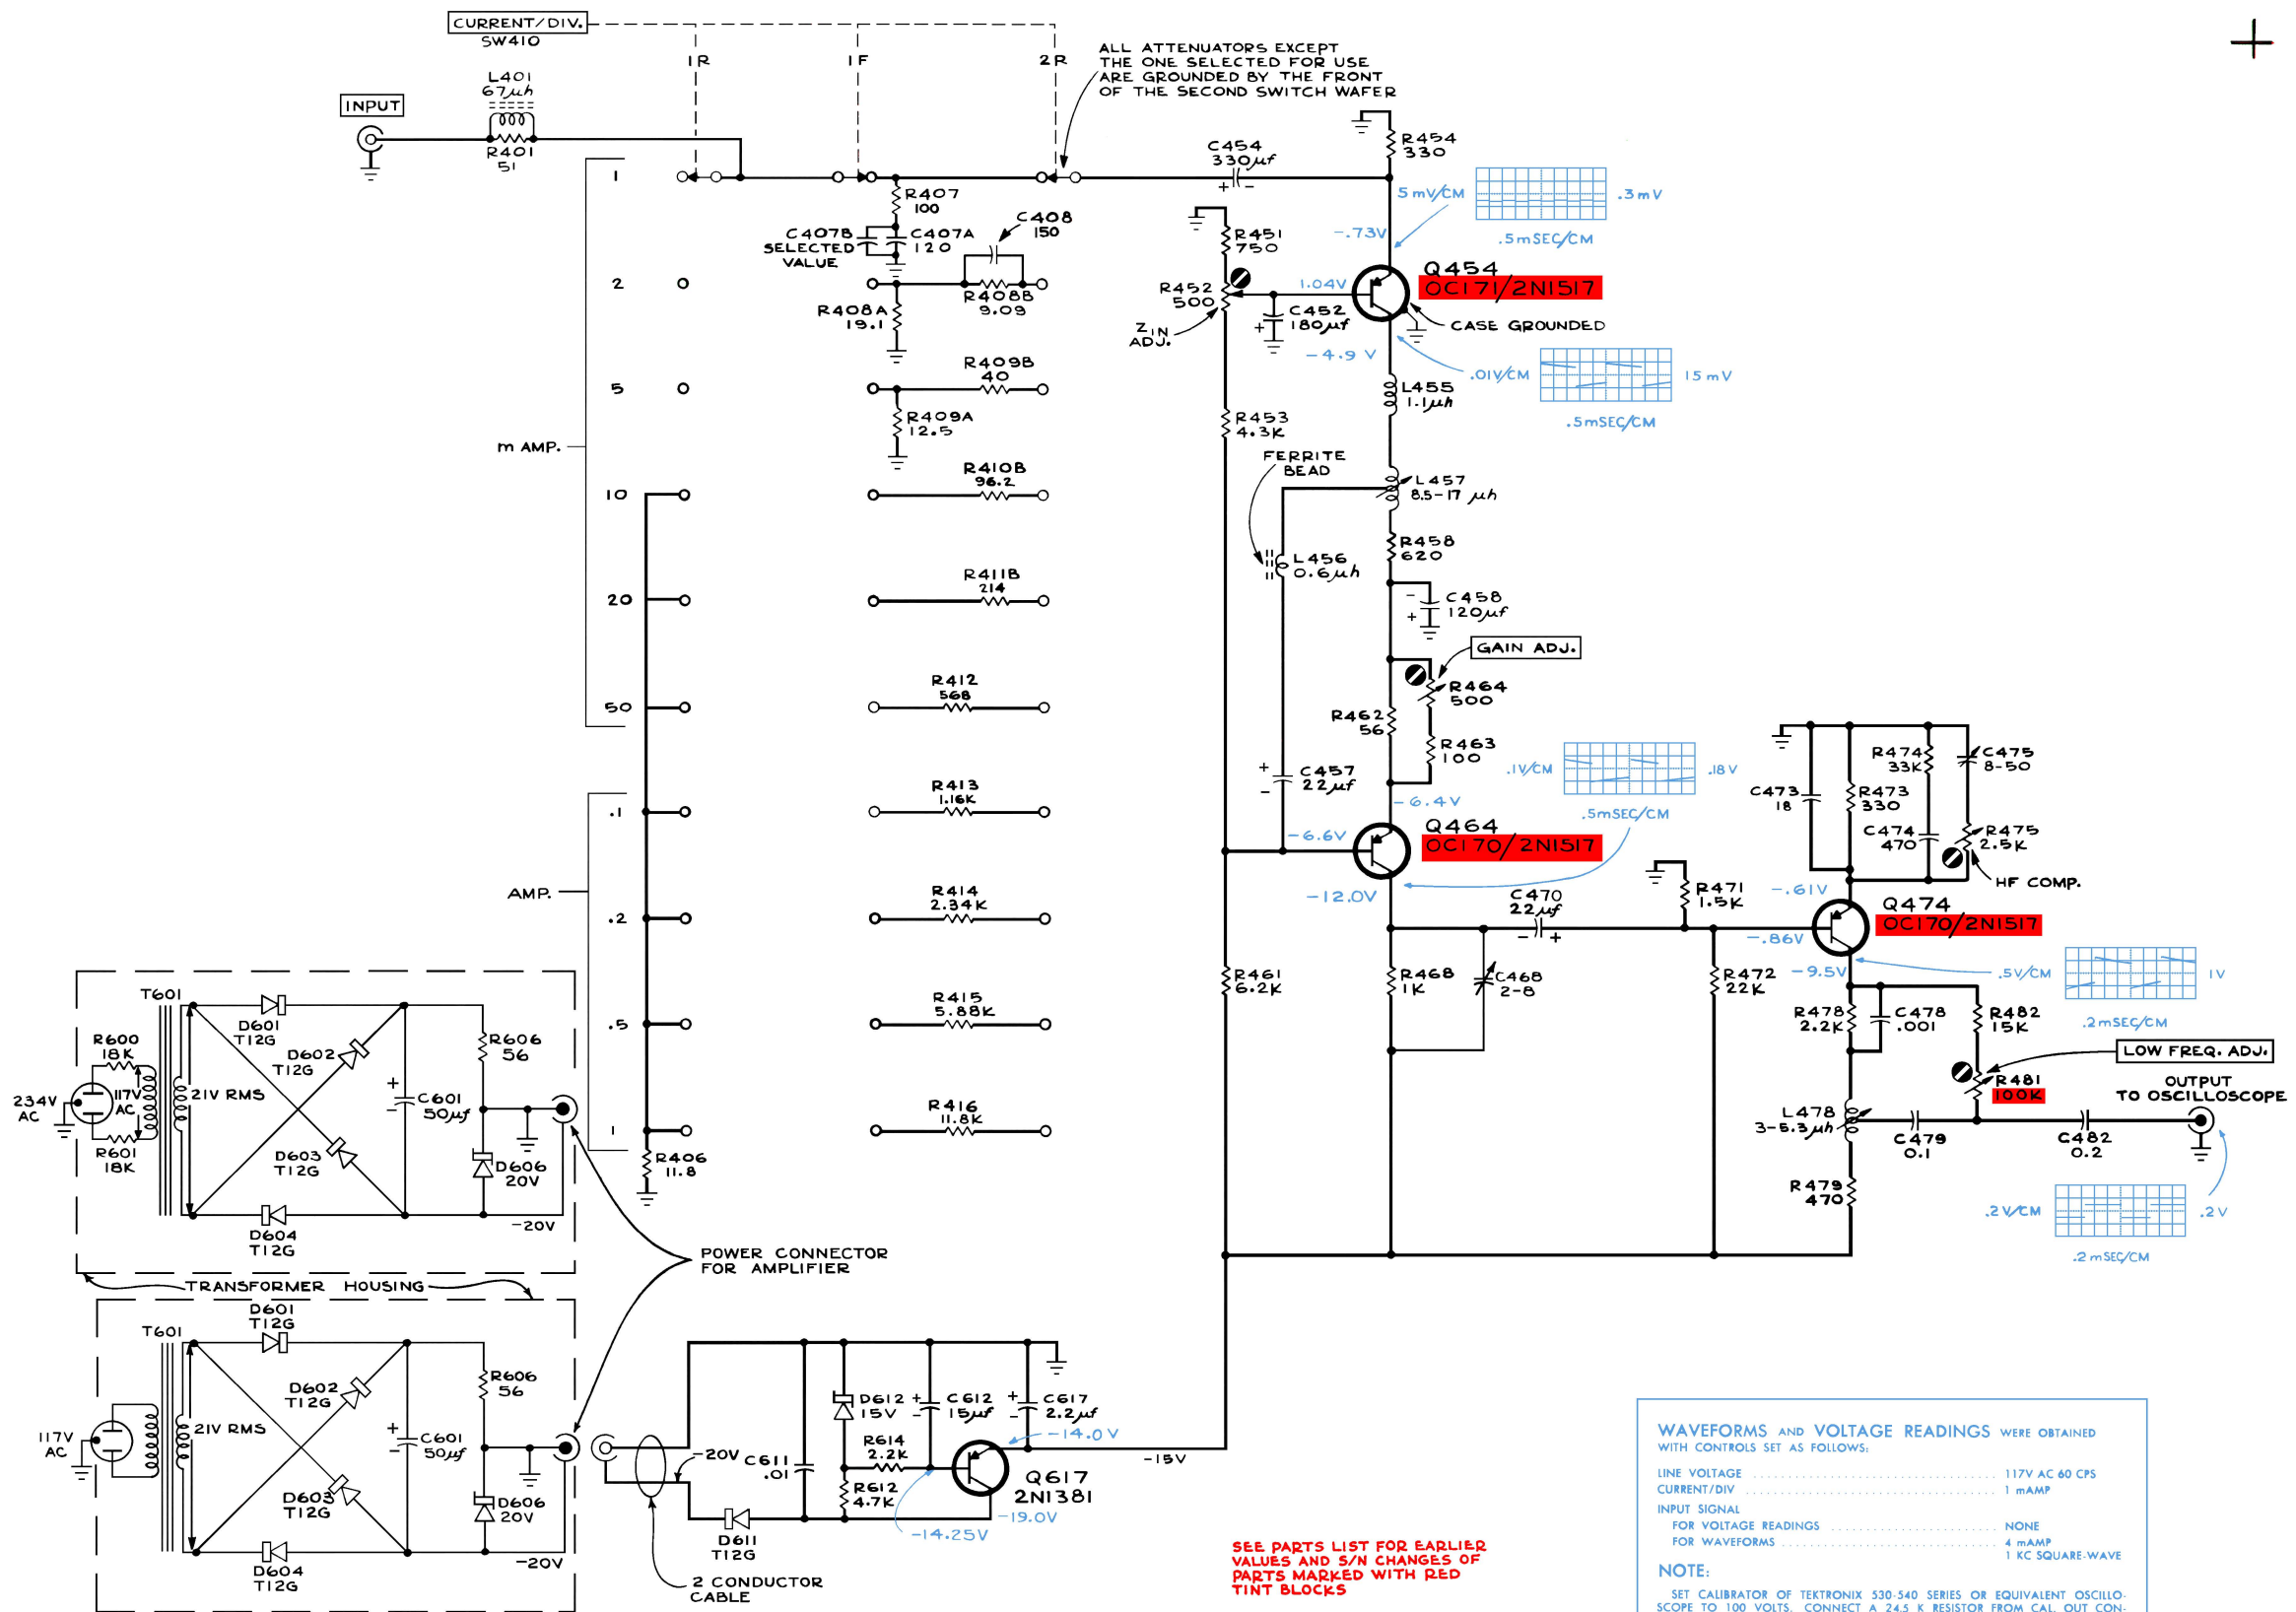 CURRENT/DIV.
SW410
1R
1F
2R
ALL ATTENUATORS EXCEPT
THE ONE SELECTED FOR USE
ARE GROUNDED BY THE FRONT
OF THE SECOND SWITCH WAFER
INPUT
L401
67µh
R401
51
C454
330µf
+
-
R454
330
5 mV/CM
.3 mV
.5 mSEC/CM
-.73V
1
R407
100
C407B
SELECTED
VALUE
C407A
120
C408
150
R451
750
R452
500
Z IN
ADJ.
1.04V
C452
180µf
+
Q454
OC171/2N1517
CASE GROUNDED
-4.9 V
.01V/CM
15 mV
.5mSEC/CM
2
R408A
19.1
R408B
9.09
5
R409B
40
R409A
12.5
L455
1.1µh
R453
4.3K
m AMP.
10
R410B
96.2
FERRITE
BEAD
L457
8.5-17 µh
R458
620
L456
0.6µh
20
R411B
214
-
+
C458
120µf
GAIN ADJ.
R464
500
50
R412
568
R462
56
R463
100
.1V/CM
.18 V
.5mSEC/CM
.1
R413
1.16K
+
-
C457
22µf
-6.4V
-6.6V
Q464
OC170/2N1517
-12.0V
C473
18
R473
330
R474
33K
C474
470
C475
8-50
R475
2.5K
HF COMP.
AMP.
.2
R414
2.34K
C470
22µf
-
+
R471
1.5K
-.61V
-.86V
Q474
OC170/2N1517
-9.5V
.5V/CM
1V
.2mSEC/CM
R461
6.2K
R468
1K
C468
2-8
R472
22K
.5
R415
5.88K
R478
2.2K
C478
.001
R482
15K
LOW FREQ. ADJ.
R481
100K
OUTPUT
TO OSCILLOSCOPE
1
R416
11.8K
R406
11.8
L478
3-5.3µh
C479
0.1
C482
0.2
R479
470
.2 V/CM
.2 V
.2 mSEC/CM
T601
R600
18K
234V
AC
117V
AC
R601
18K
21V RMS
D601
T12G
D602
T12G
D603
T12G
D604
T12G
+
-
C601
50µf
R606
56
D606
20V
-20V
TRANSFORMER HOUSING
POWER CONNECTOR
FOR AMPLIFIER
T601
117V
AC
21V RMS
D601
T12G
D602
T12G
D603
T12G
D604
T12G
+
-
C601
50µf
R606
56
D606
20V
-20V
-20V
2 CONDUCTOR
CABLE
D611
T12G
C611
.01
D612
15V
+
-
C612
15µf
R614
2.2K
R612
4.7K
+
-
C617
2.2µf
-14.0V
Q617
2N1381
-19.0V
-14.25V
-15V
SEE PARTS LIST FOR EARLIER
VALUES AND S/N CHANGES OF
PARTS MARKED WITH RED
TINT BLOCKS
WAVEFORMS AND VOLTAGE READINGS WERE OBTAINED
WITH CONTROLS SET AS FOLLOWS:
LINE VOLTAGE 117V AC 60 CPS
CURRENT/DIV 1 mAMP
INPUT SIGNAL
FOR VOLTAGE READINGS NONE
FOR WAVEFORMS 4 mAMP
1 KC SQUARE-WAVE
NOTE:
SET CALIBRATOR OF TEKTRONIX 530-540 SERIES OR EQUIVALENT OSCILLO-
SCOPE TO 100 VOLTS. CONNECT A 24.5 K RESISTOR FROM CAL. OUT CON-